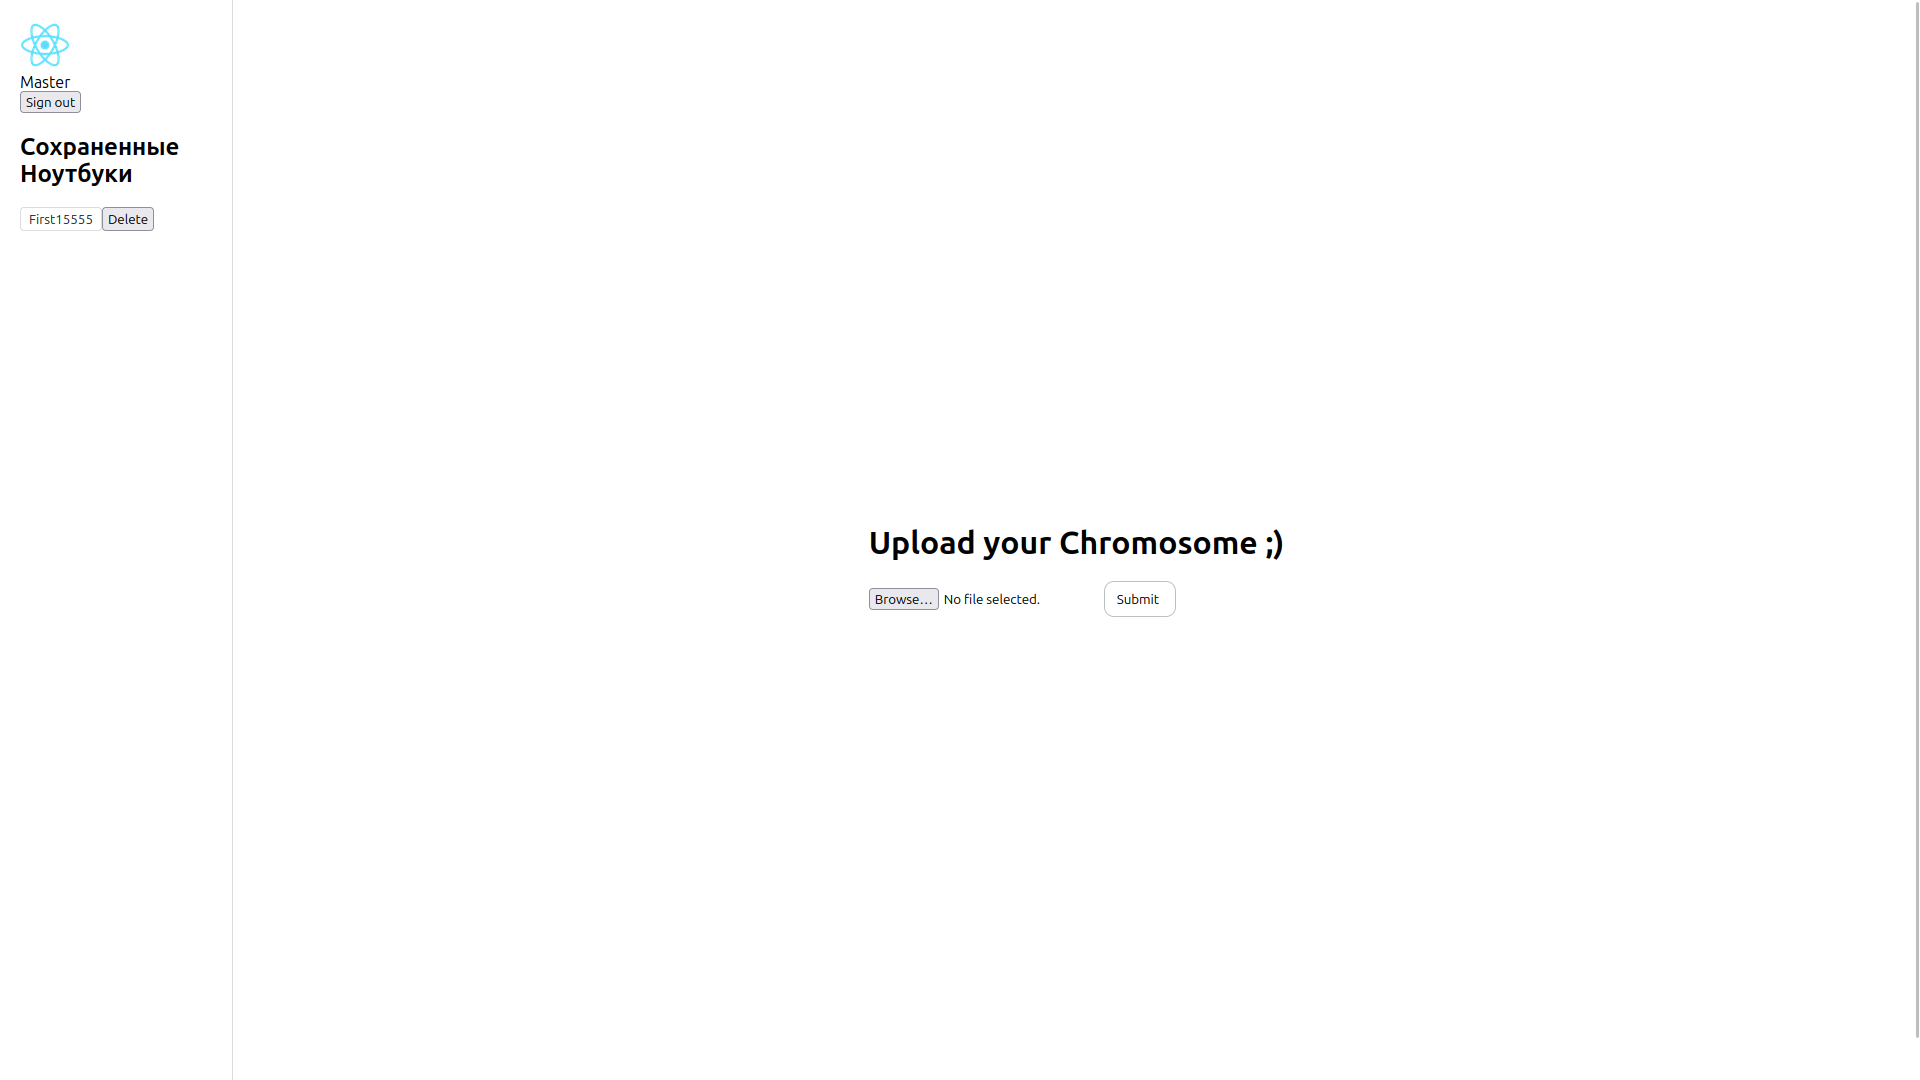 Master
Sign out
Сохраненные
Ноутбуки
First15555 Delete
Upload your Chromosome ;)
Browse... No file selected. Submit